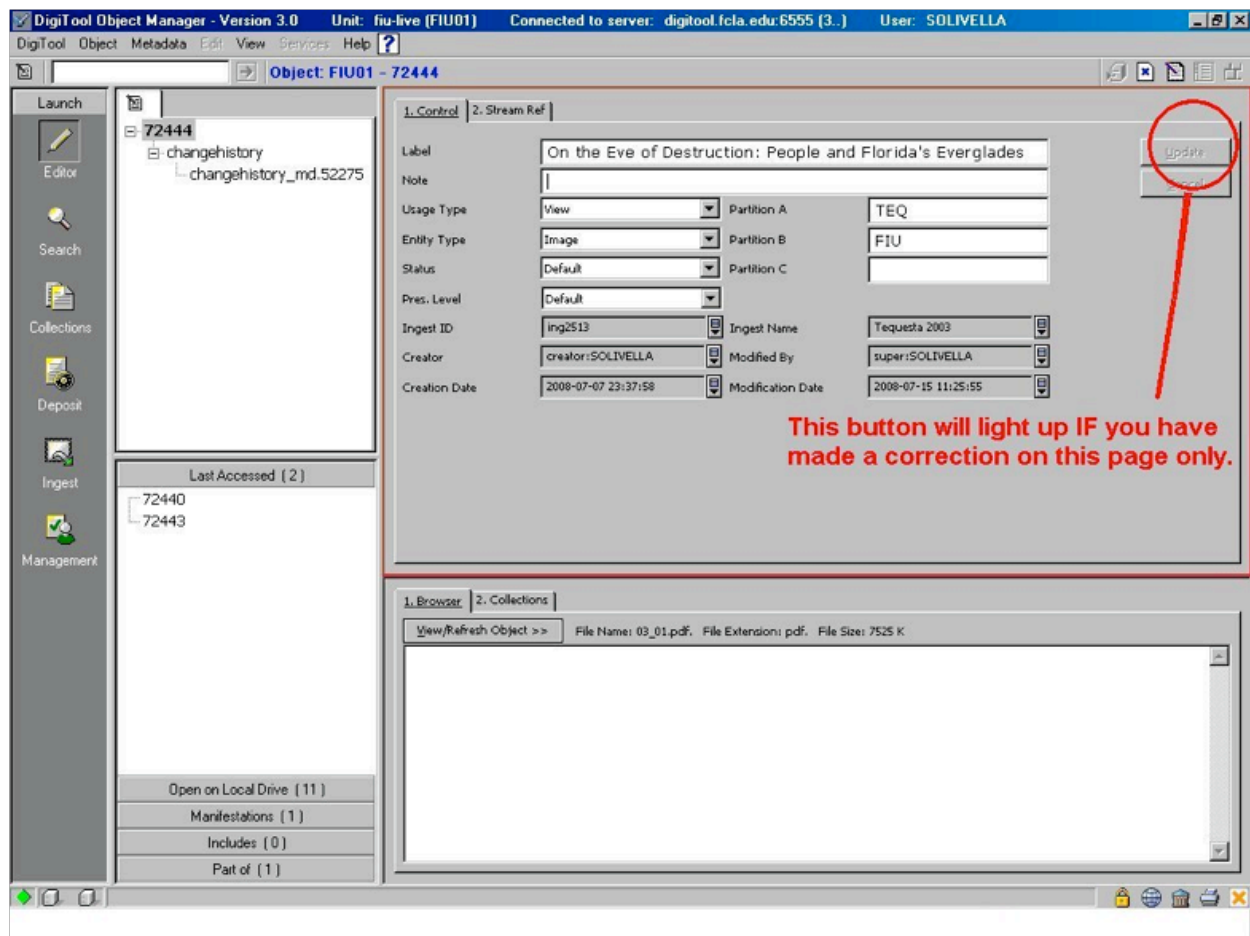 DigiTool Object Manager - Version 3.0 Unit: fiu-live (FIU01) Connected to server: digitool.fcla.edu:6555 (3..) User: SOLIVELLA
DigiTool Object Metadata Edit View Services Help ?
Object: FIU01 - 72444
Launch
Editor
Search
Collections
Deposit
Ingest
Management
72444
changehistory
changehistory_md.52275
Last Accessed ( 2 )
72440
72443
Open on Local Drive ( 11 )
Manifestations ( 1 )
Includes ( 0 )
Part of ( 1 )
1. Control 2. Stream Ref
Label On the Eve of Destruction: People and Florida's Everglades Update
Note Cancel
Usage Type View Partition A TEQ
Entity Type Image Partition B FIU
Status Default Partition C
Pres. Level Default
Ingest ID ing2513 Ingest Name Tequesta 2003
Creator creator:SOLIVELLA Modified By super:SOLIVELLA
Creation Date 2008-07-07 23:37:58 Modification Date 2008-07-15 11:25:55
This button will light up IF you have
made a correction on this page only.
1. Browser 2. Collections
View/Refresh Object >> File Name: 03_01.pdf. File Extension: pdf. File Size: 7525 K